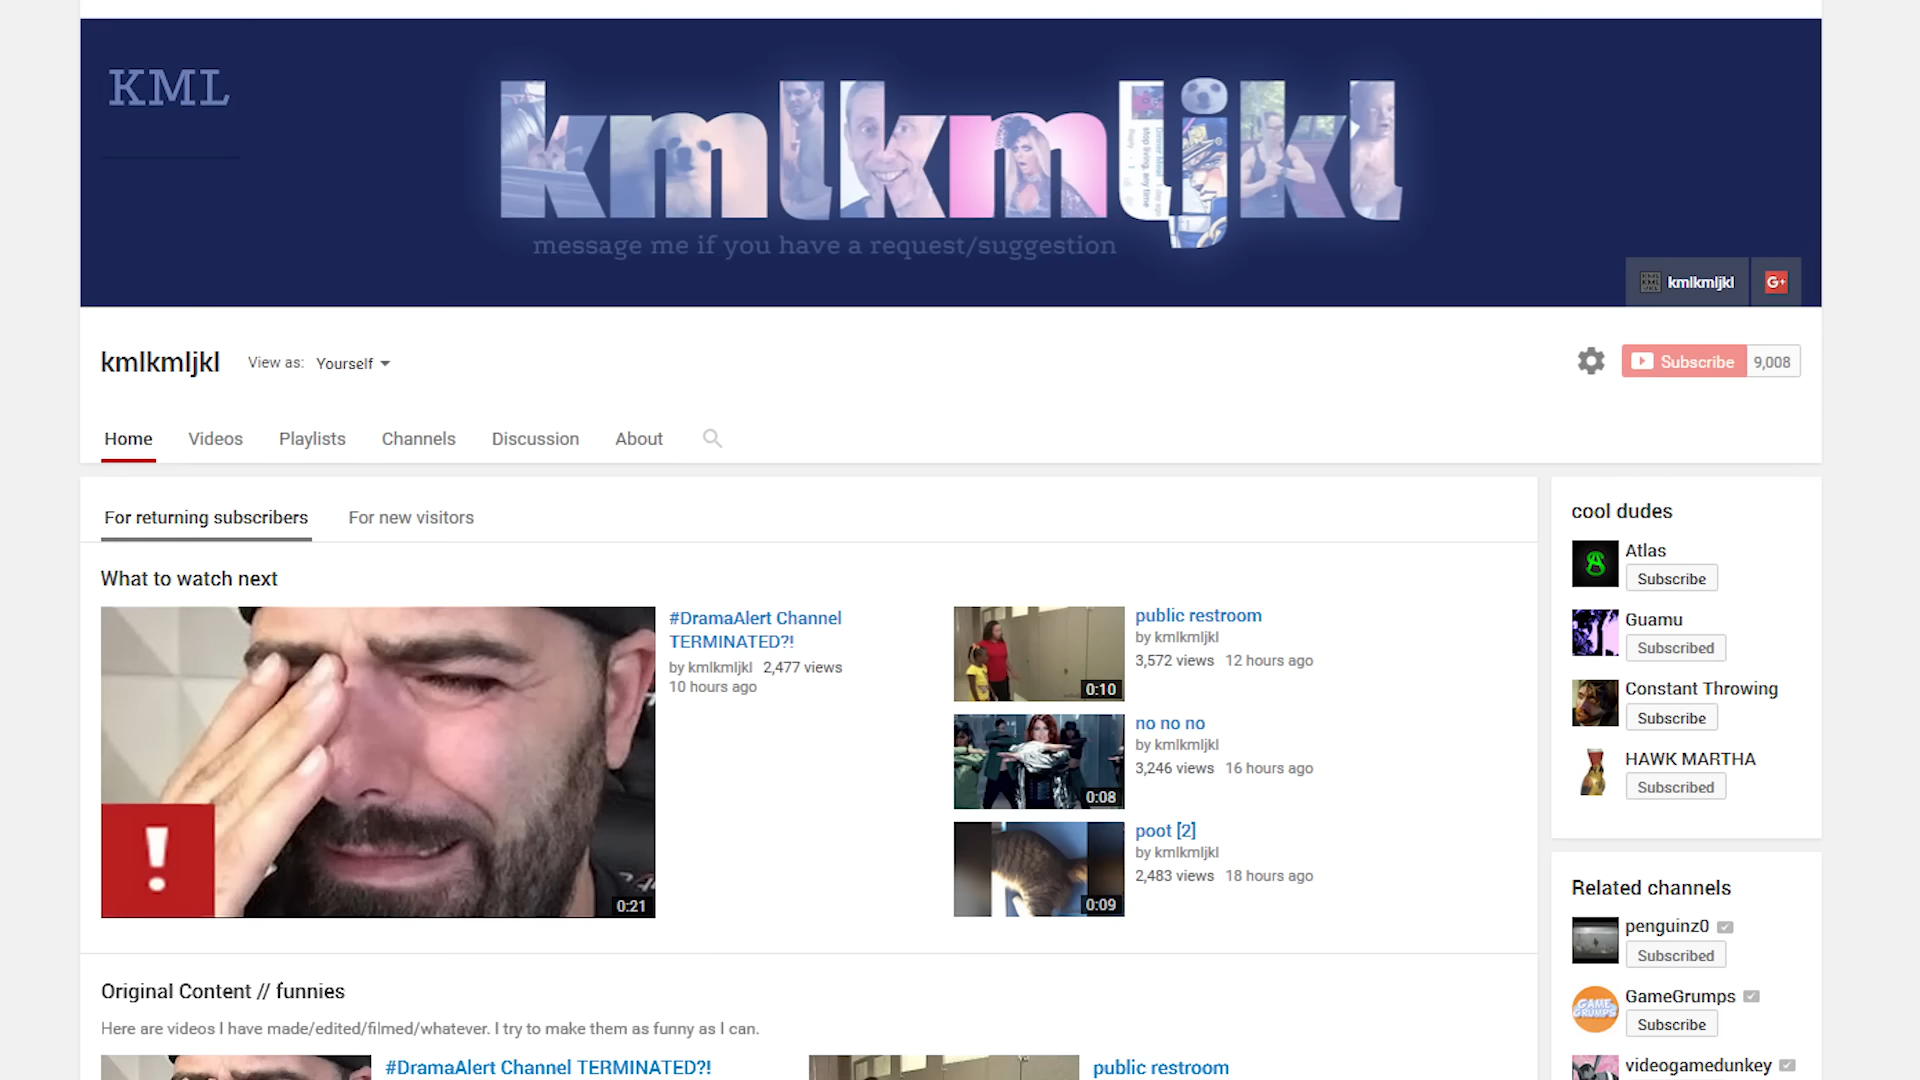 KML
kmlkmljkl
message me if you have a request/suggestion
kmlkmljkl
G+
kmlkmljkl
View as: Yourself
Subscribe 9,008
Home Videos Playlists Channels Discussion About
For returning subscribers For new visitors
What to watch next
#DramaAlert Channel
TERMINATED?!
by kmlkmljkl 2,477 views
10 hours ago
!
0:21
public restroom
by kmlkmljkl
3,572 views 12 hours ago
0:10
no no no
by kmlkmljkl
3,246 views 16 hours ago
0:08
poot [2]
by kmlkmljkl
2,483 views 18 hours ago
0:09
Original Content // funnies
Here are videos I have made/edited/filmed/whatever. I try to make them as funny as I can.
#DramaAlert Channel TERMINATED?!
public restroom
cool dudes
Atlas
Subscribe
Guamu
Subscribed
Constant Throwing
Subscribe
HAWK MARTHA
Subscribed
Related channels
penguinz0
Subscribed
GAME
GRUMPS
GameGrumps
Subscribe
videogamedunkey